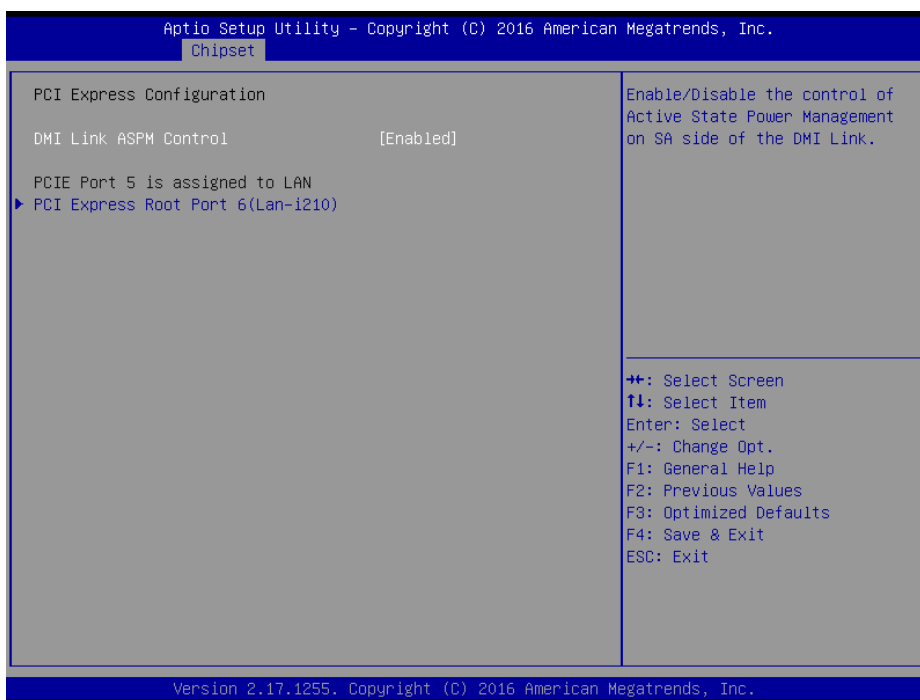 Aptio Setup Utility – Copyright (C) 2016 American Megatrends, Inc.
Chipset
PCI Express Configuration
DMI Link ASPM Control [Enabled]
PCIE Port 5 is assigned to LAN
▶ PCI Express Root Port 6(Lan-i210)
Enable/Disable the control of
Active State Power Management
on SA side of the DMI Link.
→←: Select Screen
↑↓: Select Item
Enter: Select
+/-: Change Opt.
F1: General Help
F2: Previous Values
F3: Optimized Defaults
F4: Save & Exit
ESC: Exit
Version 2.17.1255. Copyright (C) 2016 American Megatrends, Inc.